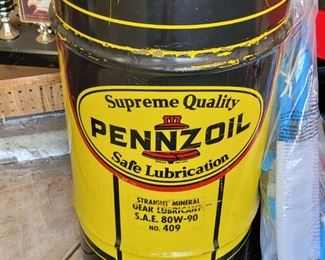 Supreme Quality
PENNZOIL
Safe Lubrication
STRAIGHT MINERAL
GEAR LUBRICANT
S.A.E. 80W-90
NO. 409